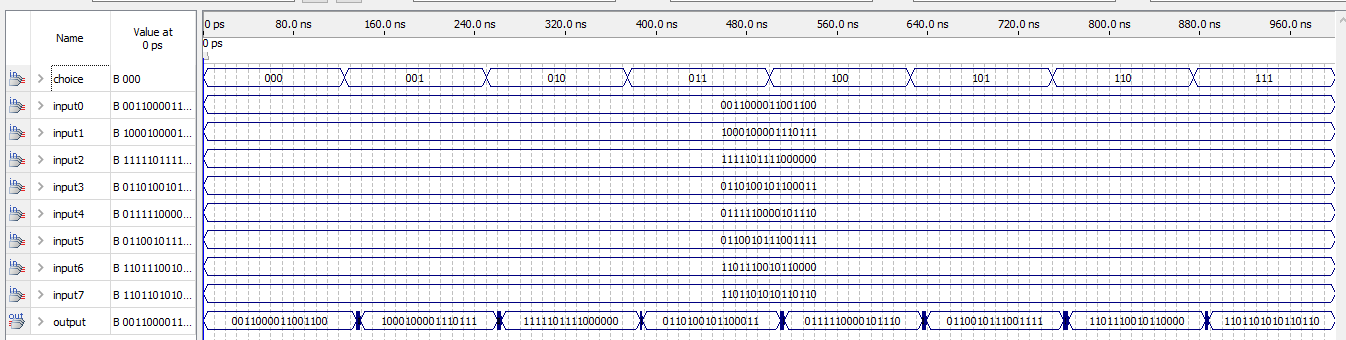 0 ps 80.0 ns 160.0 ns 240.0 ns 320.0 ns 400.0 ns 480.0 ns 560.0 ns 640.0 ns 720.0 ns 800.0 ns 880.0 ns 960.0 ns
Name Value at 0 ps
0 ps
in choice B 000 000 001 010 011 100 101 110 111
in input0 B 0011000011... 0011000011001100
in input1 B 1000100001... 1000100001110111
in input2 B 1111101111... 1111101111000000
in input3 B 0110100101... 0110100101100011
in input4 B 0111110000... 0111110000101110
in input5 B 0110010111... 0110010111001111
in input6 B 1101110010... 1101110010110000
in input7 B 1101101010... 1101101010110110
out output B 0011000011... 0011000011001100 1000100001110111 1111101111000000 0110100101100011 0111110000101110 0110010111001111 1101110010110000 1101101010110110